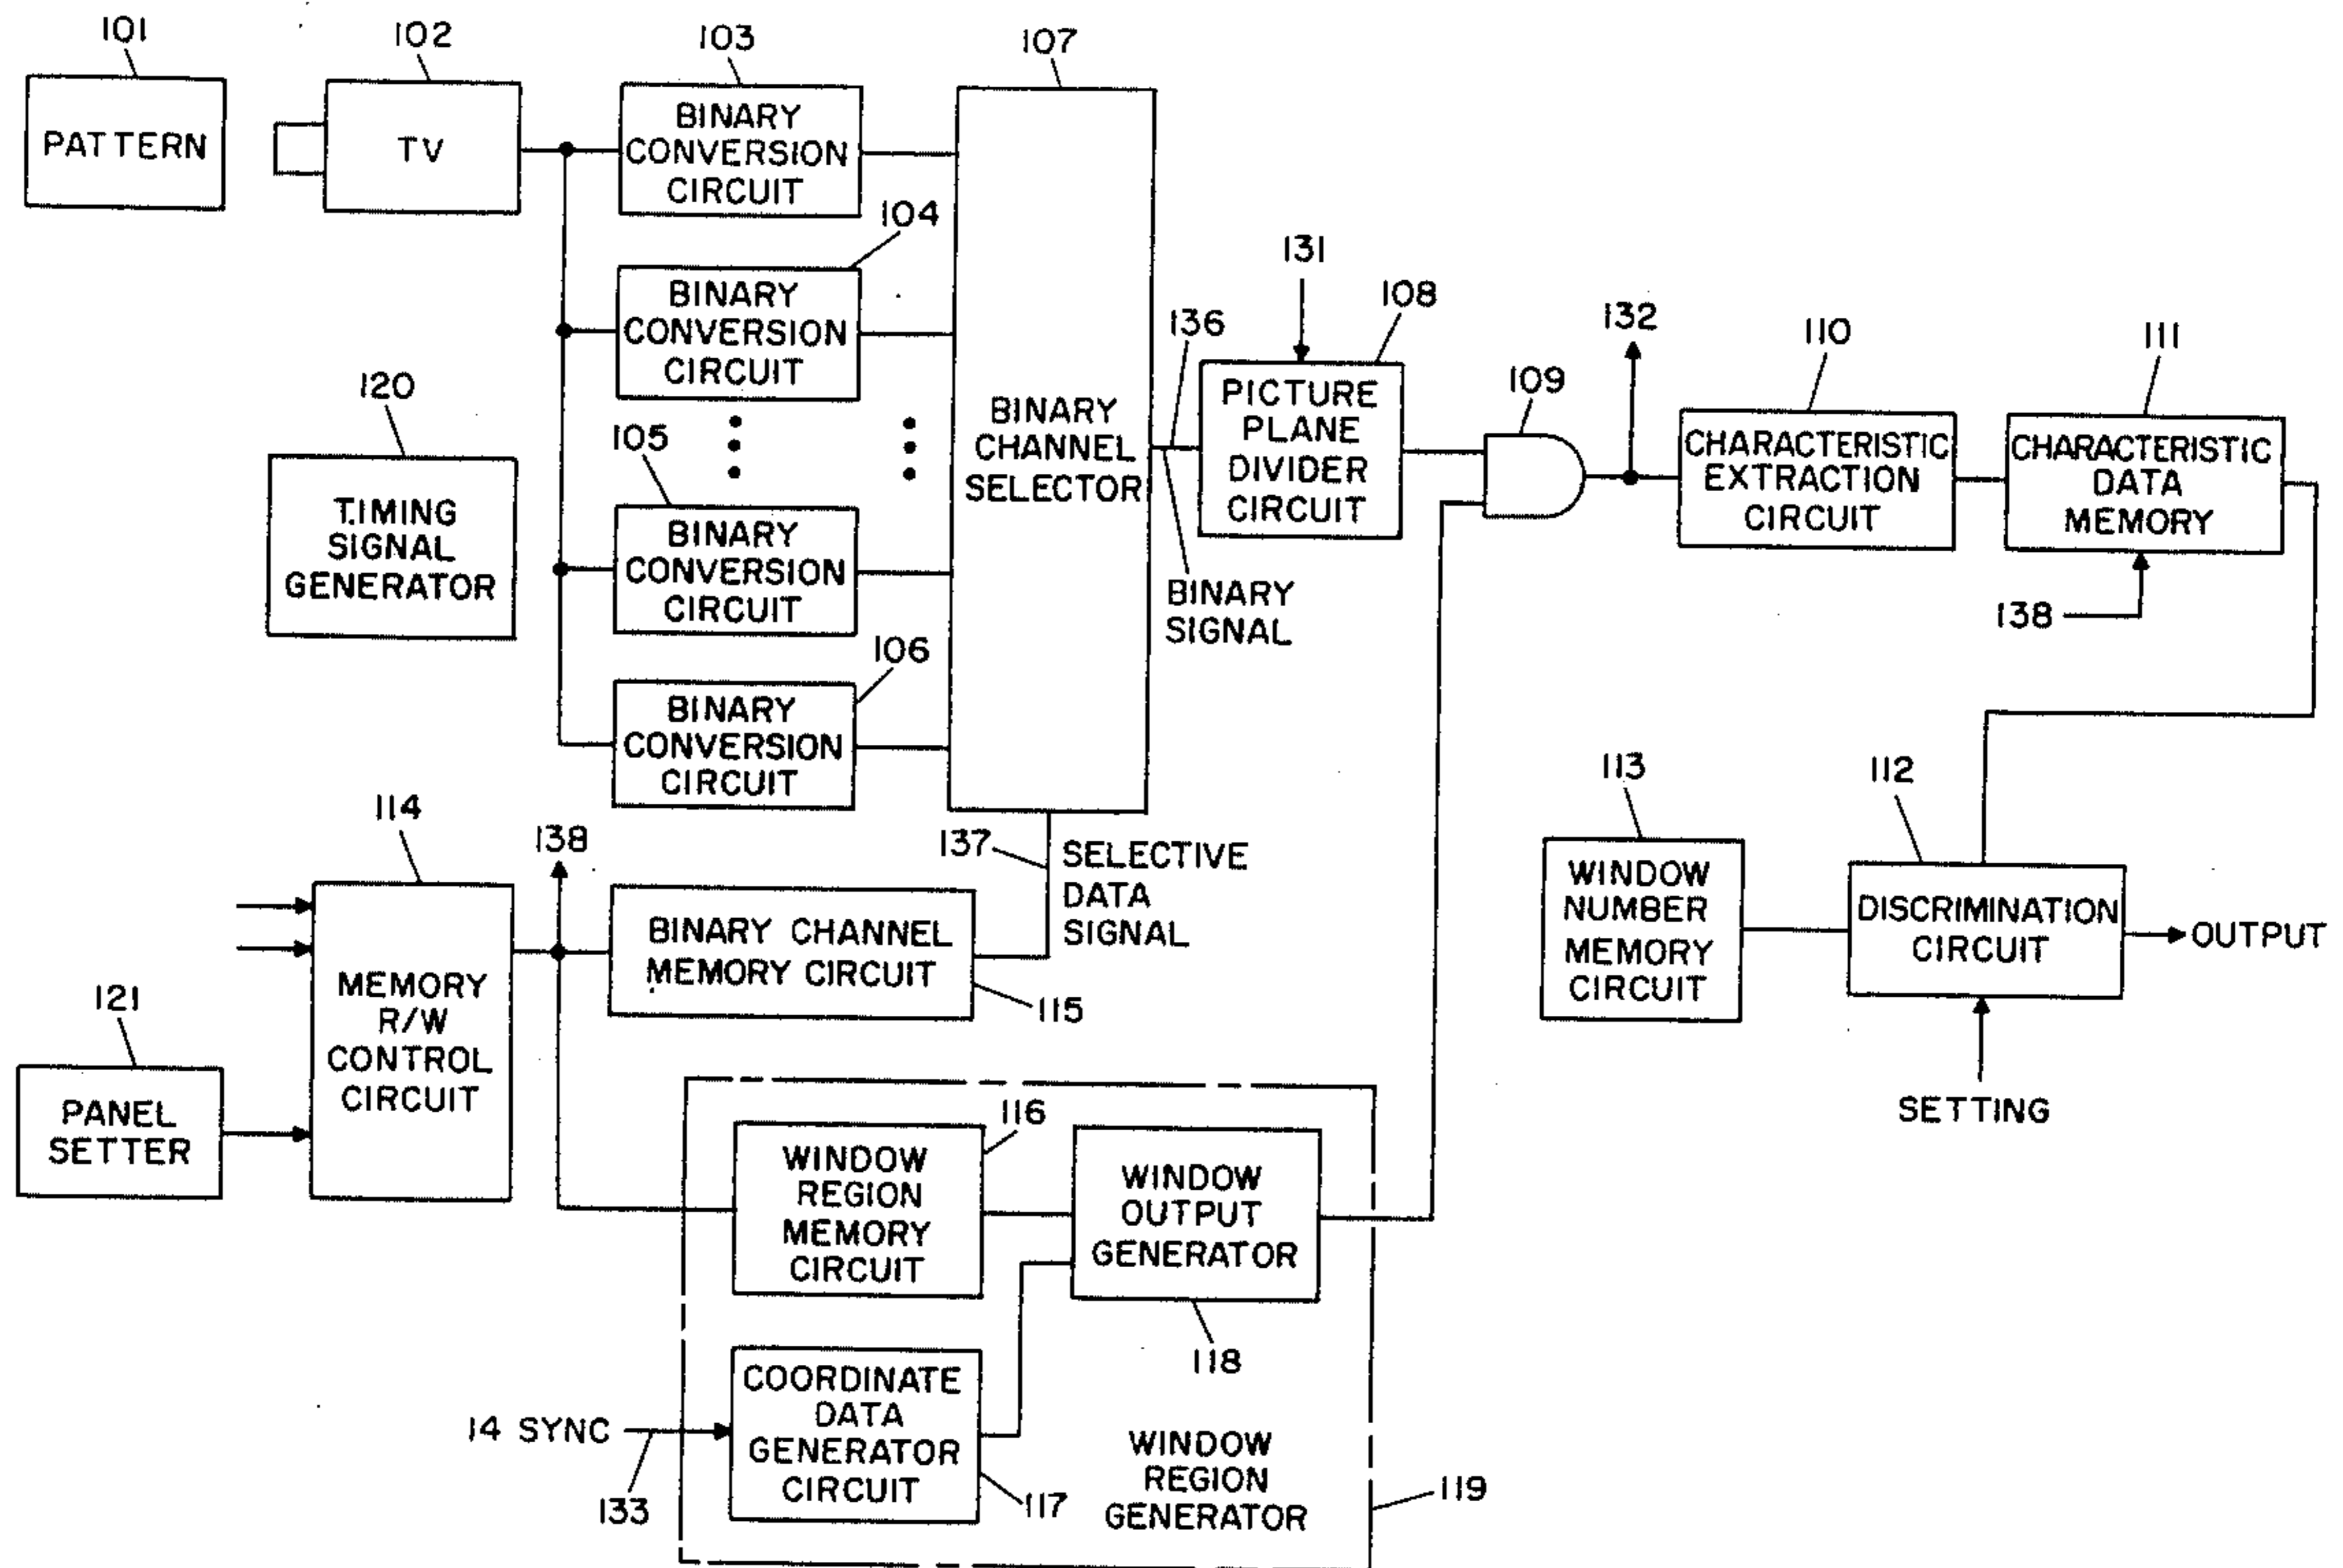 101
102
103
107
PATTERN
TV
BINARY
CONVERSION
CIRCUIT
104
BINARY
CONVERSION
CIRCUIT
131
108
136
132
110
111
120
109
PICTURE
PLANE
DIVIDER
CIRCUIT
BINARY
CHANNEL
SELECTOR
105
CHARACTERISTIC
EXTRACTION
CIRCUIT
CHARACTERISTIC
DATA
MEMORY
TIMING
SIGNAL
GENERATOR
BINARY
CONVERSION
CIRCUIT
BINARY
SIGNAL
138
106
BINARY
CONVERSION
CIRCUIT
113
112
114
138
137
SELECTIVE
DATA
SIGNAL
WINDOW
NUMBER
MEMORY
CIRCUIT
DISCRIMINATION
CIRCUIT
OUTPUT
BINARY CHANNEL
MEMORY CIRCUIT
115
MEMORY
R/W
CONTROL
CIRCUIT
121
PANEL
SETTER
SETTING
116
WINDOW
REGION
MEMORY
CIRCUIT
WINDOW
OUTPUT
GENERATOR
118
14 SYNC
133
COORDINATE
DATA
GENERATOR
CIRCUIT
117
WINDOW
REGION
GENERATOR
119